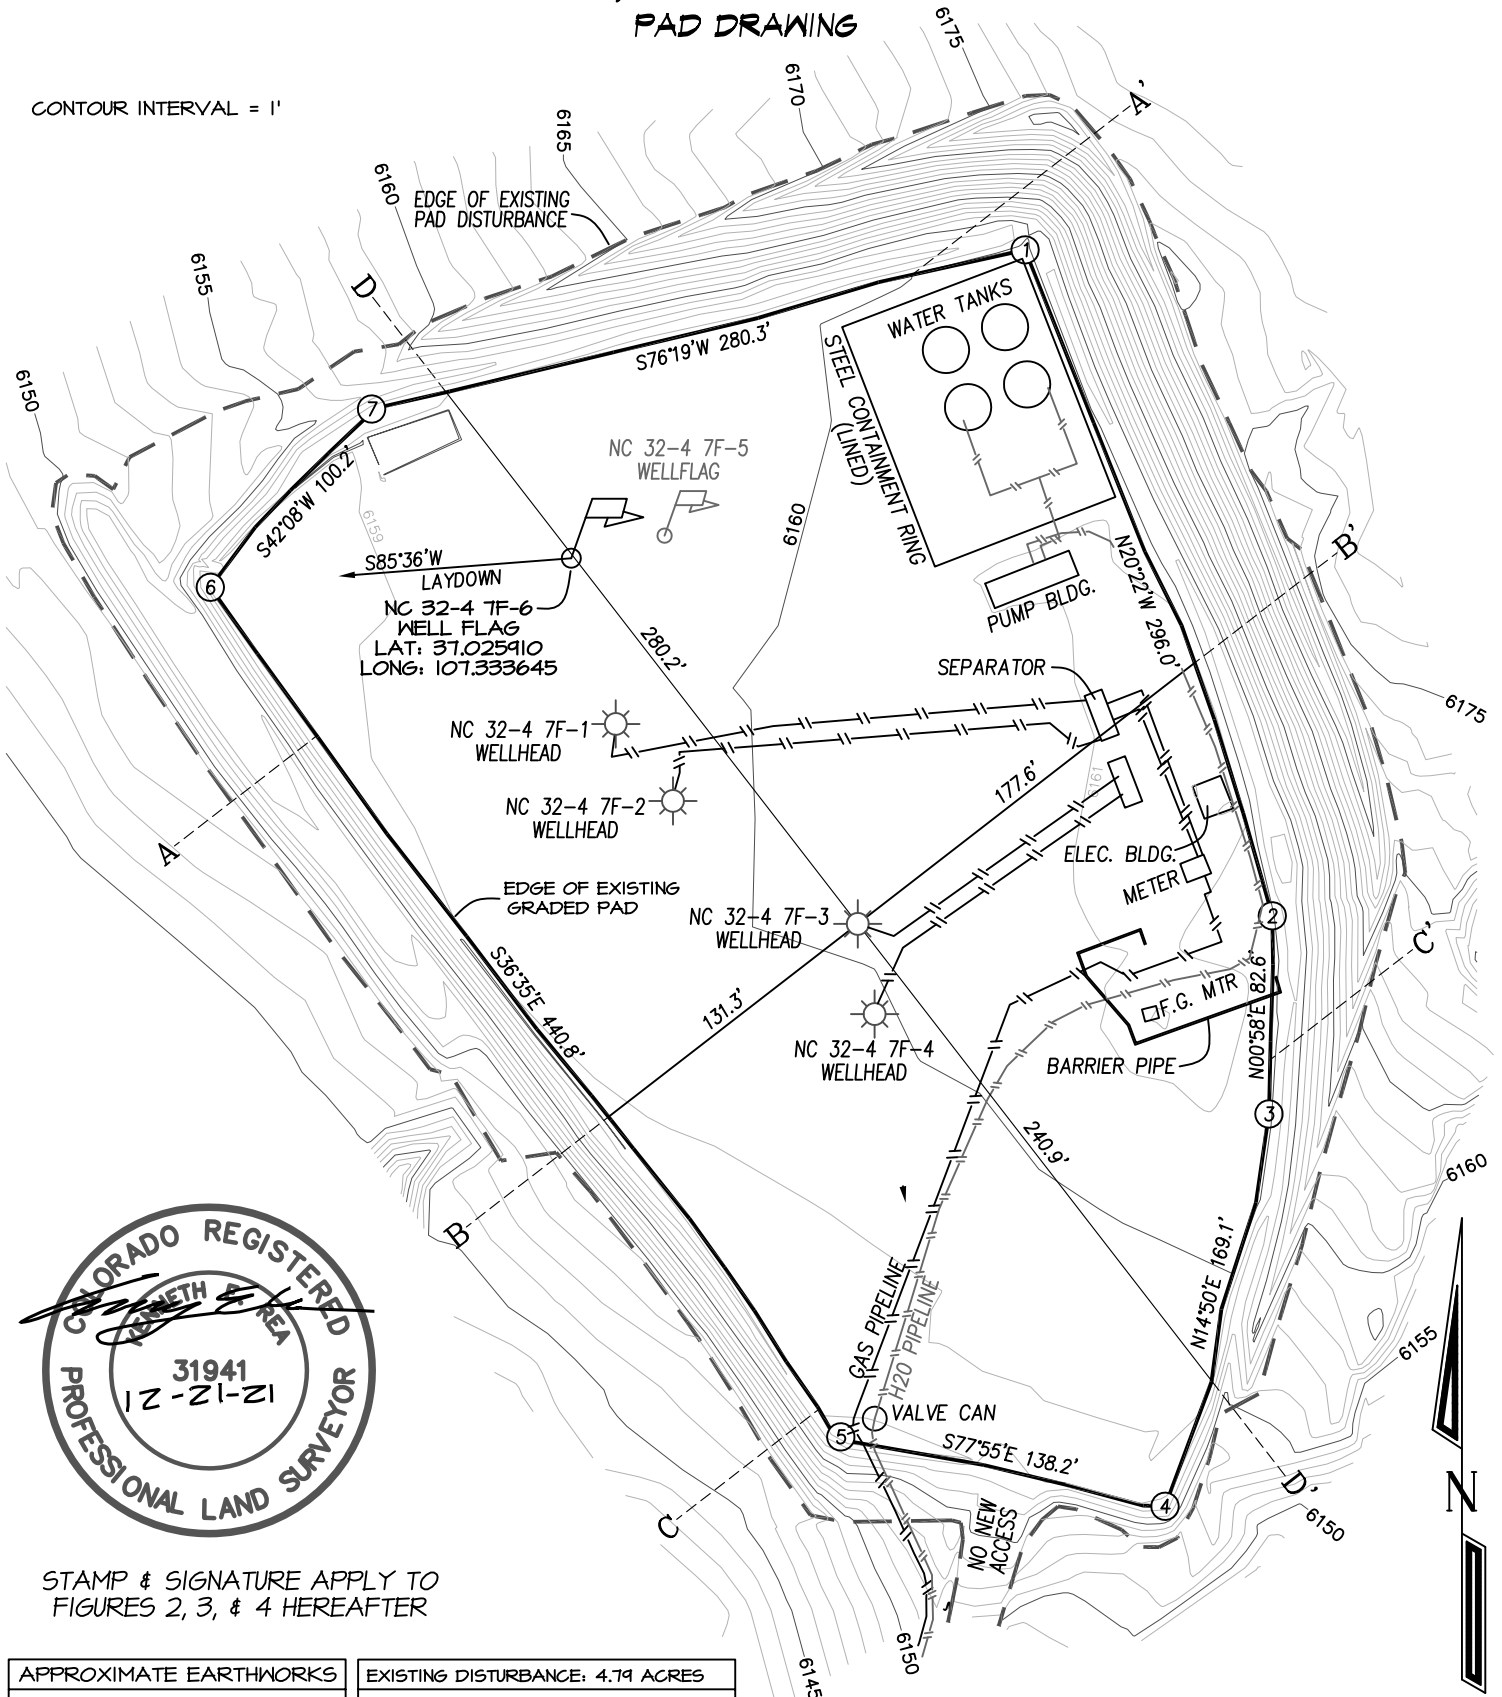 PAD DRAWING
CONTOUR INTERVAL = 1'
6175
6170
6165
6160
6155
6150
EDGE OF EXISTING
PAD DISTURBANCE
A'
D
1
WATER TANKS
STEEL CONTAINMENT RING
(LINED)
S76°19'W 280.3'
7
S42°08'W 100.2'
6159
NC 32-4 7F-5
WELLFLAG
6160
S85°36'W
LAYDOWN
NC 32-4 7F-6
WELL FLAG
LAT: 37.025910
LONG: 107.333645
6
280.2'
PUMP BLDG.
N20°22'W 296.0'
B'
SEPARATOR
6175
NC 32-4 7F-1
WELLHEAD
NC 32-4 7F-2
WELLHEAD
177.6'
6161
A
ELEC. BLDG.
METER
EDGE OF EXISTING
GRADED PAD
NC 32-4 7F-3
WELLHEAD
2
C'
S36°35'E 440.8'
131.3'
F.G. MTR
N00°58'E 82.6'
NC 32-4 7F-4
WELLHEAD
BARRIER PIPE
3
240.9'
6160
B
N14°50'E 169.1'
GAS PIPELINE
H20 PIPELINE
6155
VALVE CAN
5
S77°55'E 138.2'
4
D'
6150
C
NO NEW
ACCESS
N
6150
6145
COLORADO REGISTERED
31941
12-21-21
PROFESSIONAL LAND SURVEYOR
STAMP & SIGNATURE APPLY TO
FIGURES 2, 3, & 4 HEREAFTER
APPROXIMATE EARTHWORKS
EXISTING DISTURBANCE: 4.79 ACRES